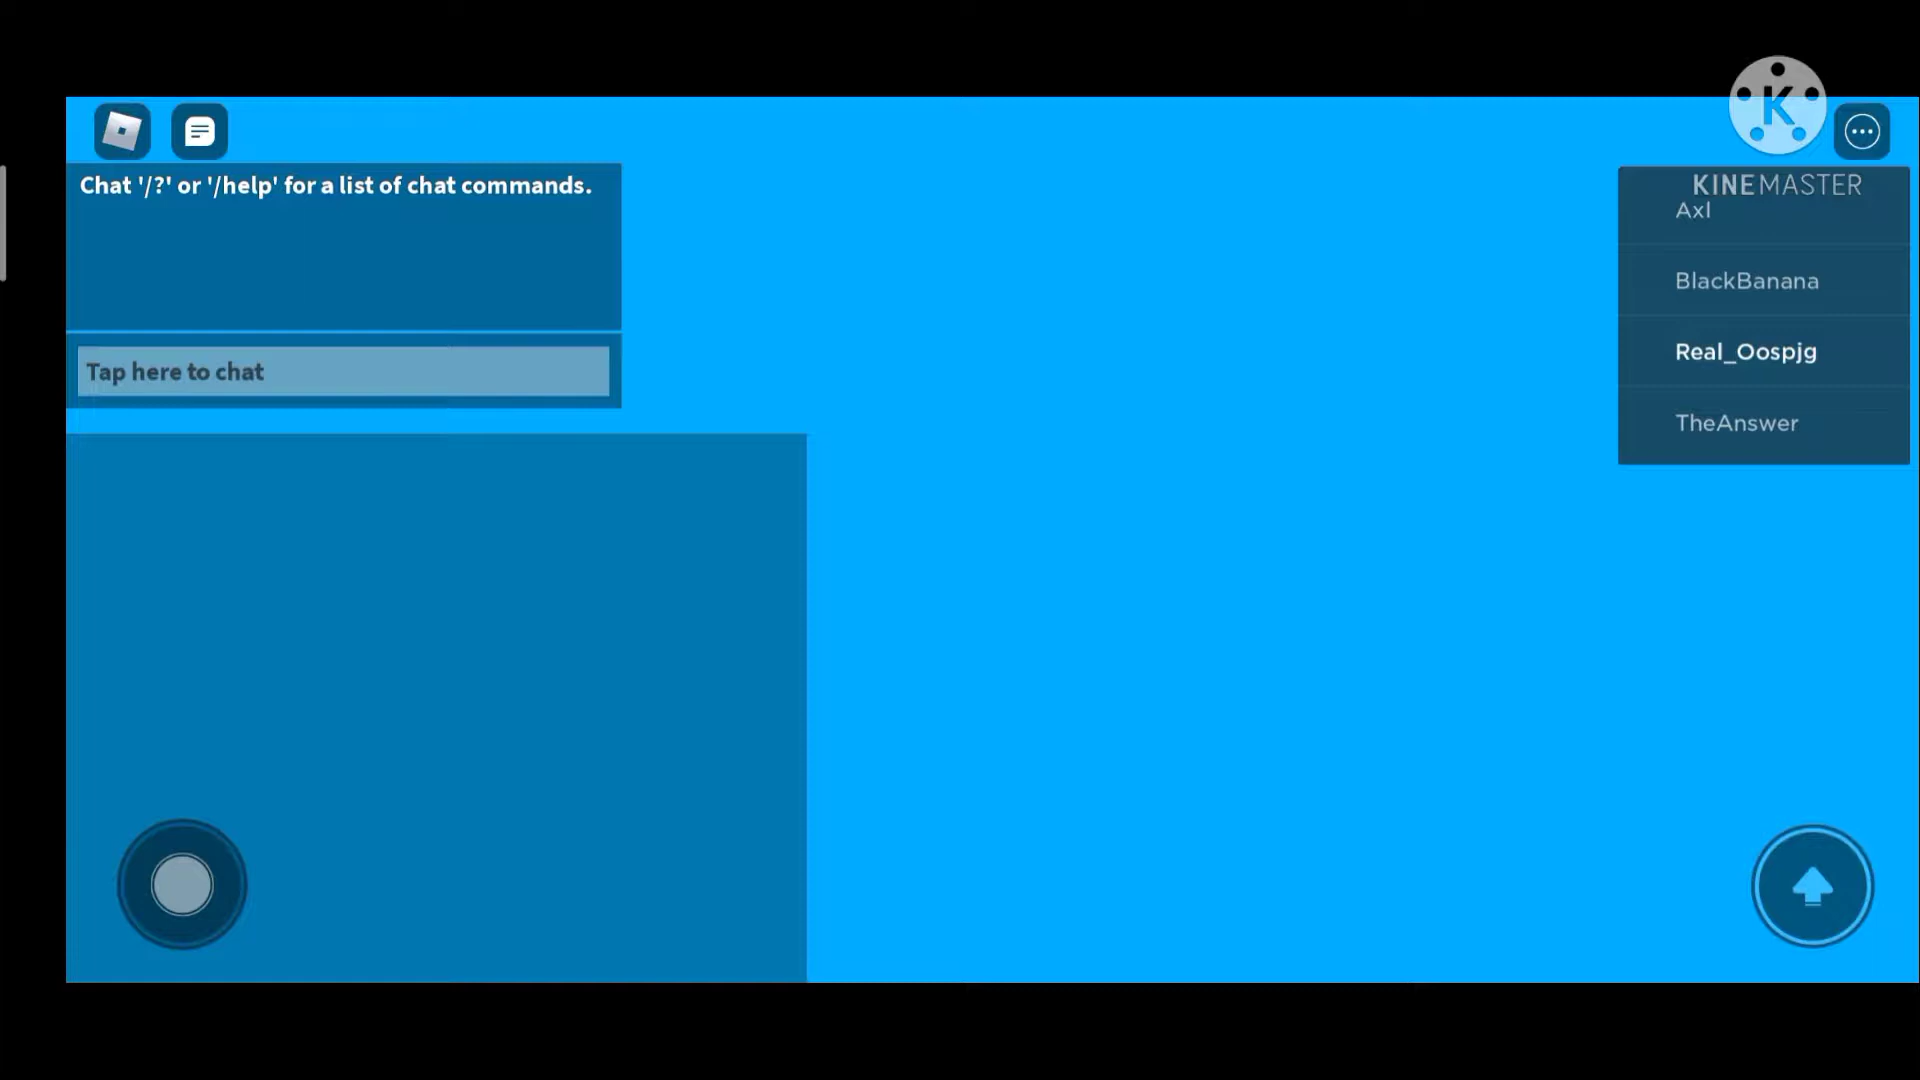 K
KINEMASTER
Chat '/?' or '/help' for a list of chat commands.
Tap here to chat
Axl
BlackBanana
Real_Oospjg
TheAnswer